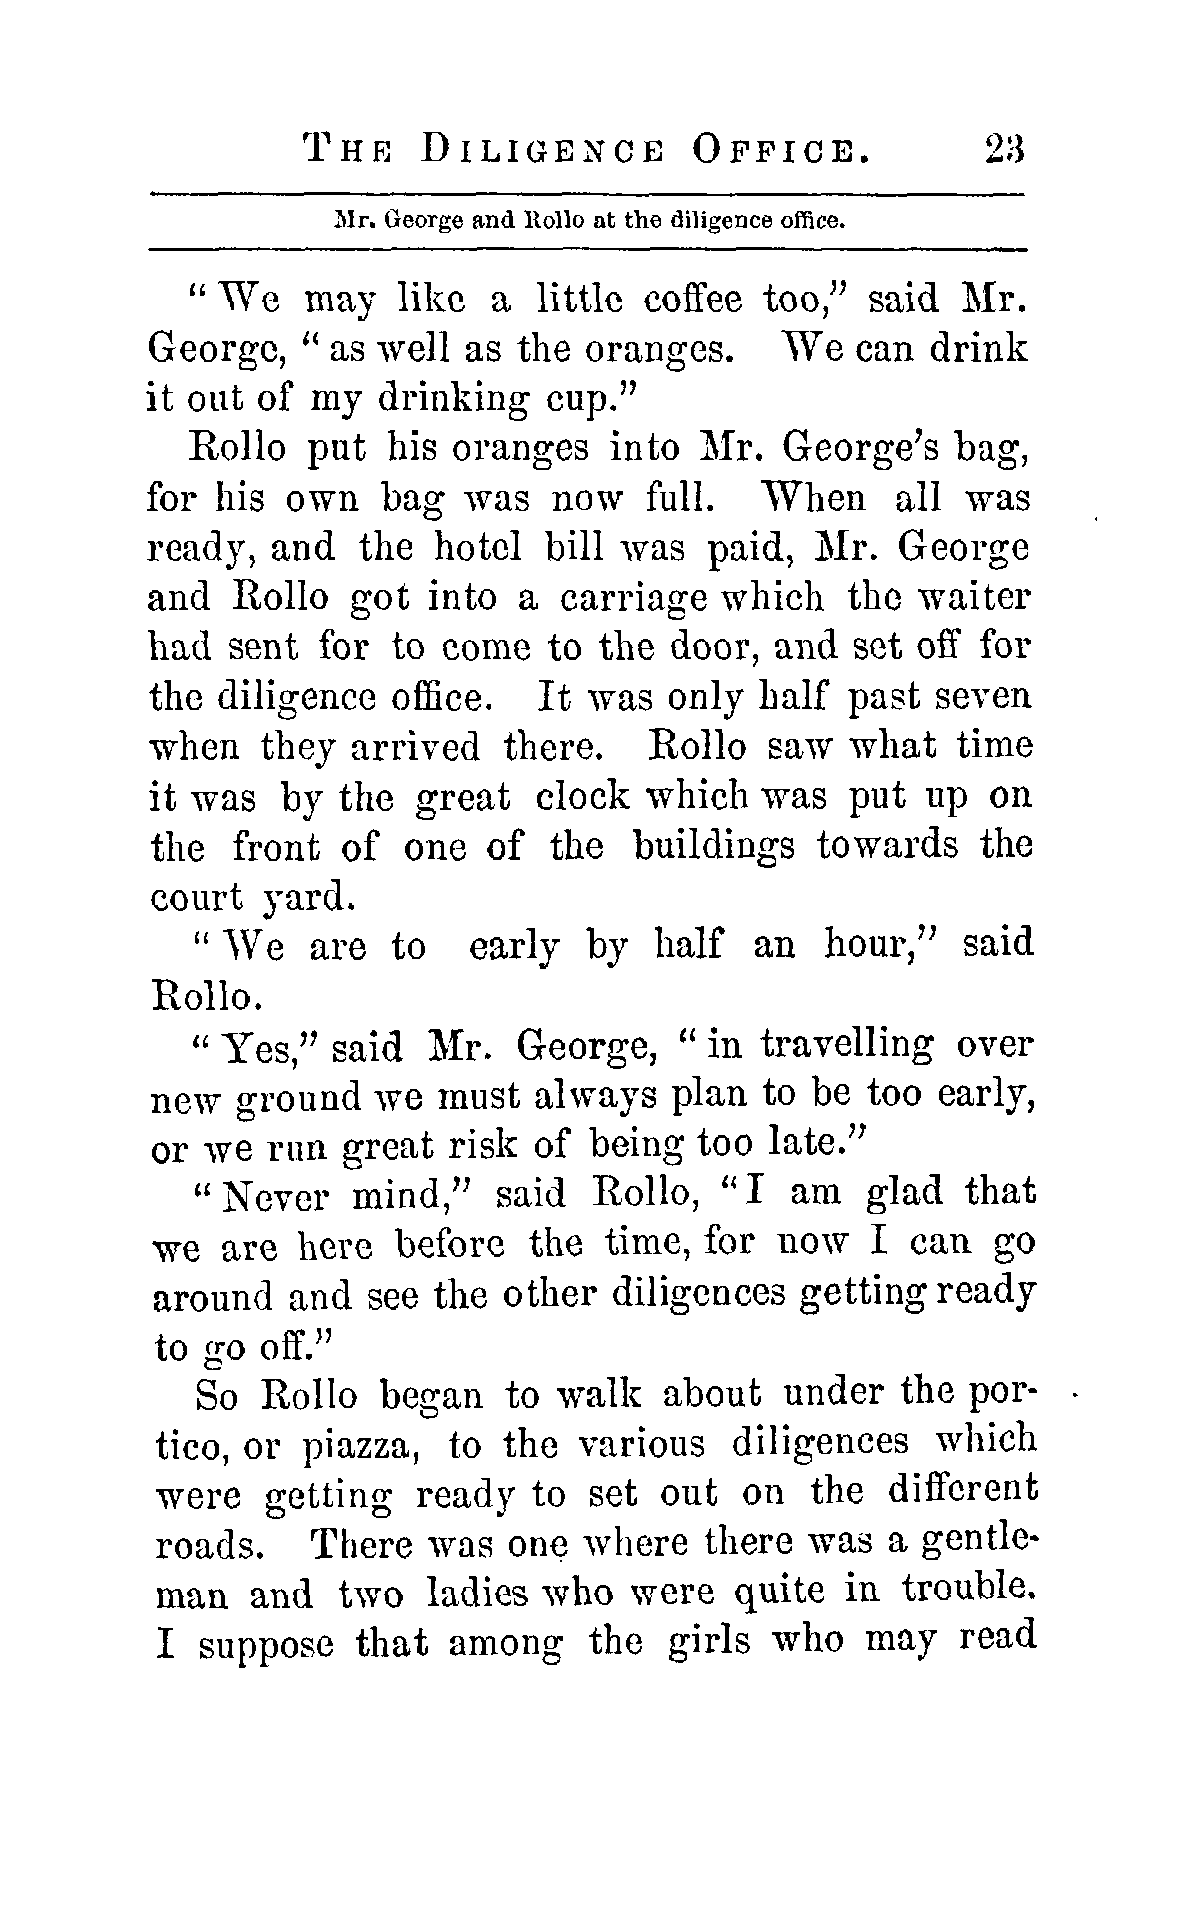 THE DILIGENCE OFFICE. 23
Mr. George and Rollo at the diligence office.
" We may like a little coffee too," said Mr.
George, " as well as the oranges. We can drink
it out of my drinking cup."
Rollo put his oranges into Mr. George's bag,
for his own bag was now full. When all was
ready, and the hotel bill was paid, Mr. George
and Rollo got into a carriage which the waiter
had sent for to come to the door, and set off for
the diligence office. It was only half past seven
when they arrived there. Rollo saw what time
it was by the great clock which was put up on
the front of one of the buildings towards the
court yard.
" We are to early by half an hour," said
Rollo.
" Yes," said Mr. George, " in travelling over
new ground we must always plan to be too early,
or we run great risk of being too late."
" Never mind," said Rollo, " I am glad that
we are here before the time, for now I can go
around and see the other diligences getting ready
to go off."
So Rollo began to walk about under the por-
tico, or piazza, to the various diligences which
were getting ready to set out on the different
roads. There was one where there was a gentle-
man and two ladies who were quite in trouble.
I suppose that among the girls who may read